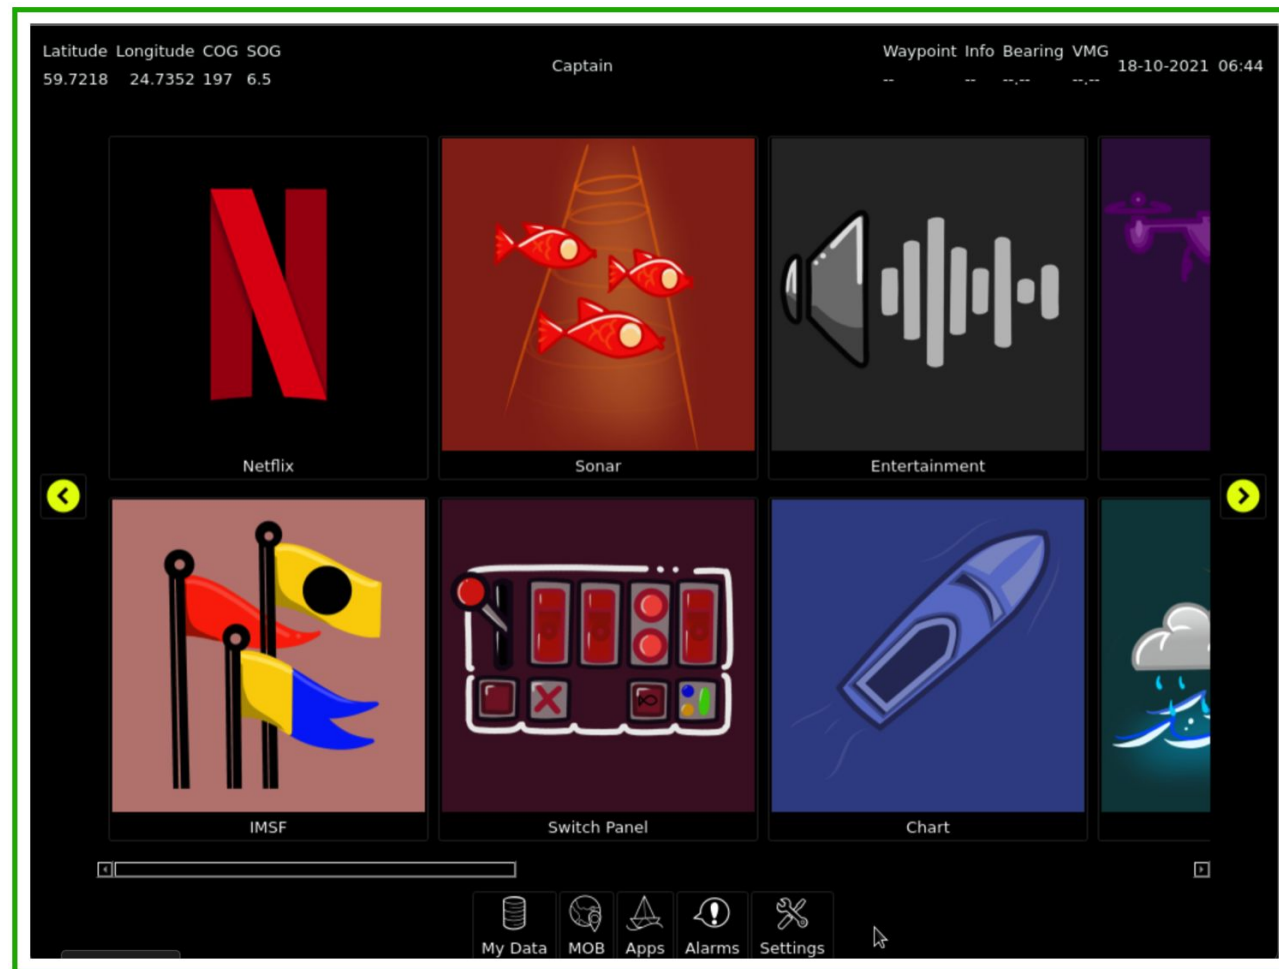 Latitude Longitude COG SOG
59.7218 24.7352 197 6.5
Captain
Waypoint Info Bearing VMG
-- -- --,-- --,--
18-10-2021 06:44
Netflix
Sonar
Entertainment
IMSF
Switch Panel
Chart
My Data
MOB
Apps
Alarms
Settings